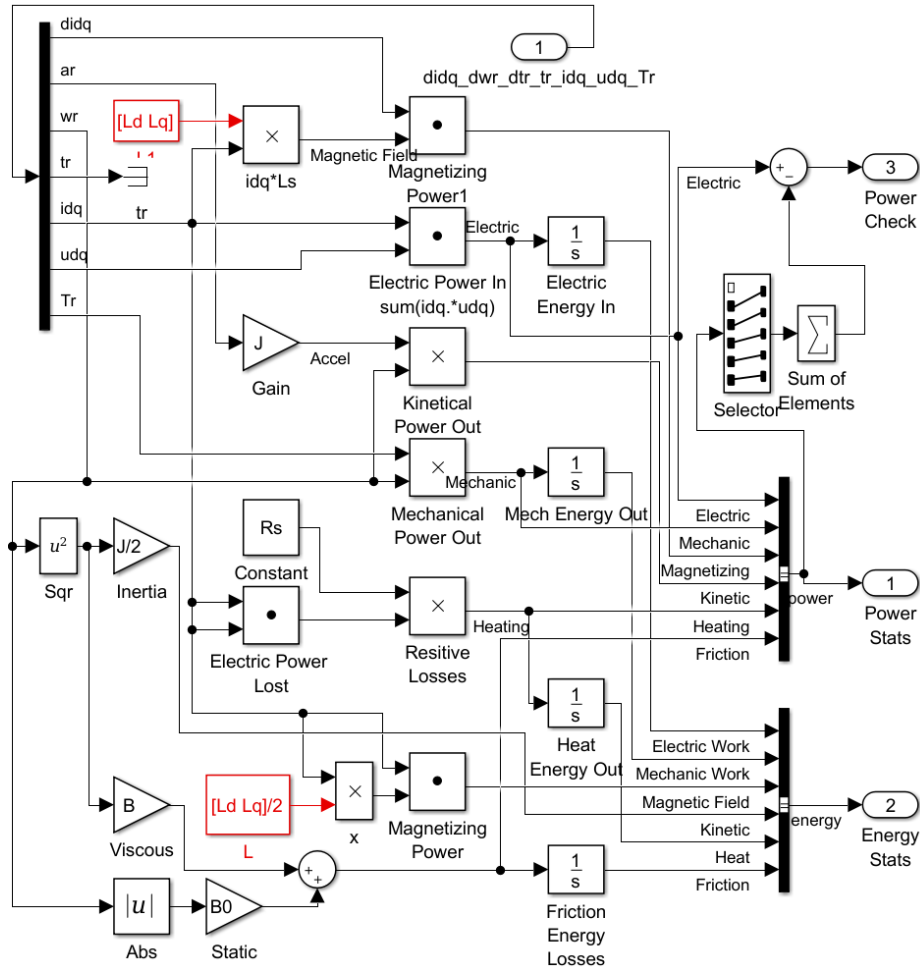 didq
1
didq_dwr_dtr_tr_idq_udq_Tr
ar
[Ld Lq]
×
idq*Ls
Magnetic Field
•
Magnetizing
Power1
wr
tr
tr
idq
udq
Tr
•
Electric
Electric Power In
sum(idq.*udq)
1
s
Electric
Energy In
Electric
+
−
3
Power
Check
Selector
Σ
Sum of
Elements
J
Gain
Accel
×
Kinetical
Power Out
×
Mechanic
Mechanical
Power Out
1
s
Mech Energy Out
u²
Sqr
J/2
Inertia
Rs
Constant
•
Electric Power
Lost
×
Heating
Resitive
Losses
Electric
Mechanic
Magnetizing
Kinetic
Heating
Friction
power
1
Power
Stats
1
s
Heat
Energy Out
B
Viscous
[Ld Lq]/2
L
×
x
•
Magnetizing
Power
Electric Work
Mechanic Work
Magnetic Field
Kinetic
Heat
Friction
energy
2
Energy
Stats
|u|
Abs
B0
Static
+
+
1
s
Friction
Energy
Losses